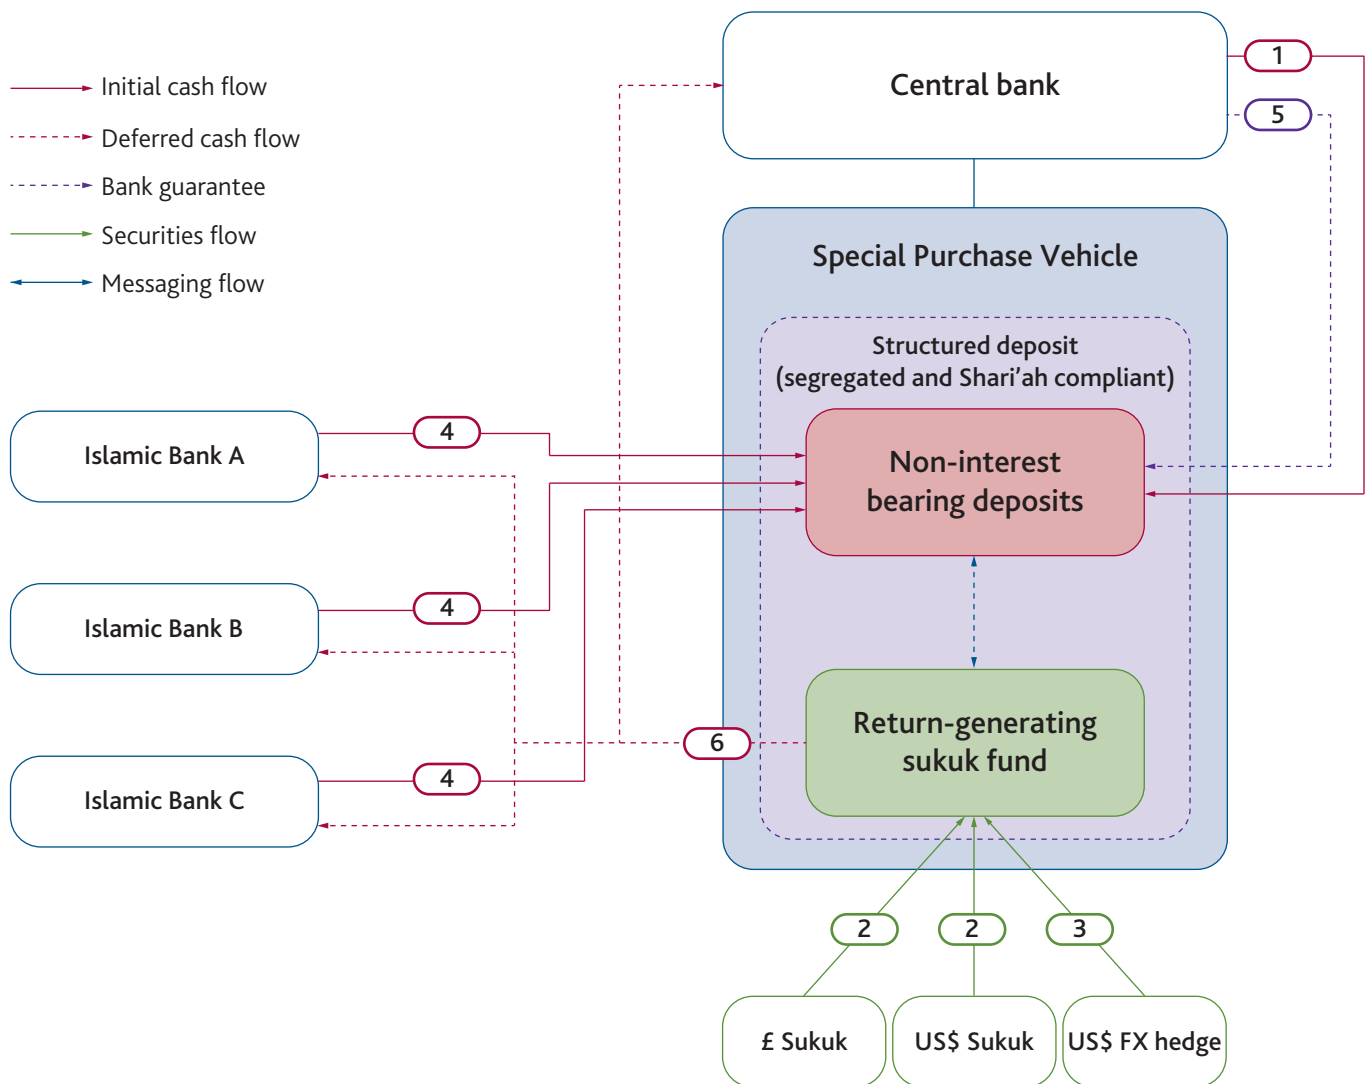 Initial cash flow
Deferred cash flow
Bank guarantee
Securities flow
Messaging flow
Central bank
1
5
Special Purchase Vehicle
Structured deposit
(segregated and Shari'ah compliant)
Islamic Bank A
4
Non-interest
bearing deposits
Islamic Bank B
4
Return-generating
sukuk fund
6
Islamic Bank C
4
2
2
3
£ Sukuk
US$ Sukuk
US$ FX hedge